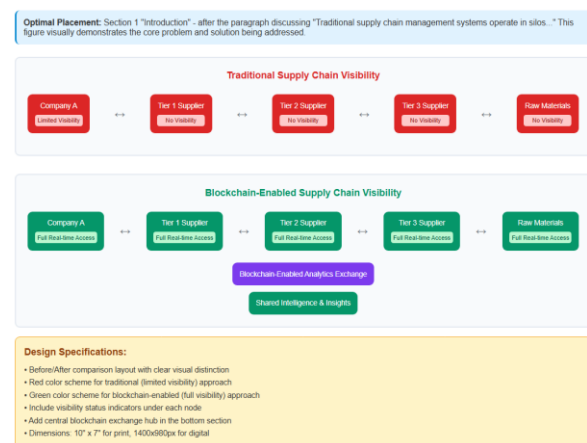 Optimal Placement: Section 1 "Introduction" - after the paragraph discussing "Traditional supply chain management systems operate in silos..." This
figure visually demonstrates the core problem and solution being addressed.
Traditional Supply Chain Visibility
Company A
Limited Visibility
↔
Tier 1 Supplier
No Visibility
↔
Tier 2 Supplier
No Visibility
↔
Tier 3 Supplier
No Visibility
↔
Raw Materials
No Visibility
Blockchain-Enabled Supply Chain Visibility
Company A
Full Real-time Access
↔
Tier 1 Supplier
Full Real-time Access
↔
Tier 2 Supplier
Full Real-time Access
↔
Tier 3 Supplier
Full Real-time Access
↔
Raw Materials
Full Real-time Access
Blockchain-Enabled Analytics Exchange
Shared Intelligence & Insights
Design Specifications:
• Before/After comparison layout with clear visual distinction
• Red color scheme for traditional (limited visibility) approach
• Green color scheme for blockchain-enabled (full visibility) approach
• Include visibility status indicators under each node
• Add central blockchain exchange hub in the bottom section
• Dimensions: 10" x 7" for print, 1400x980px for digital